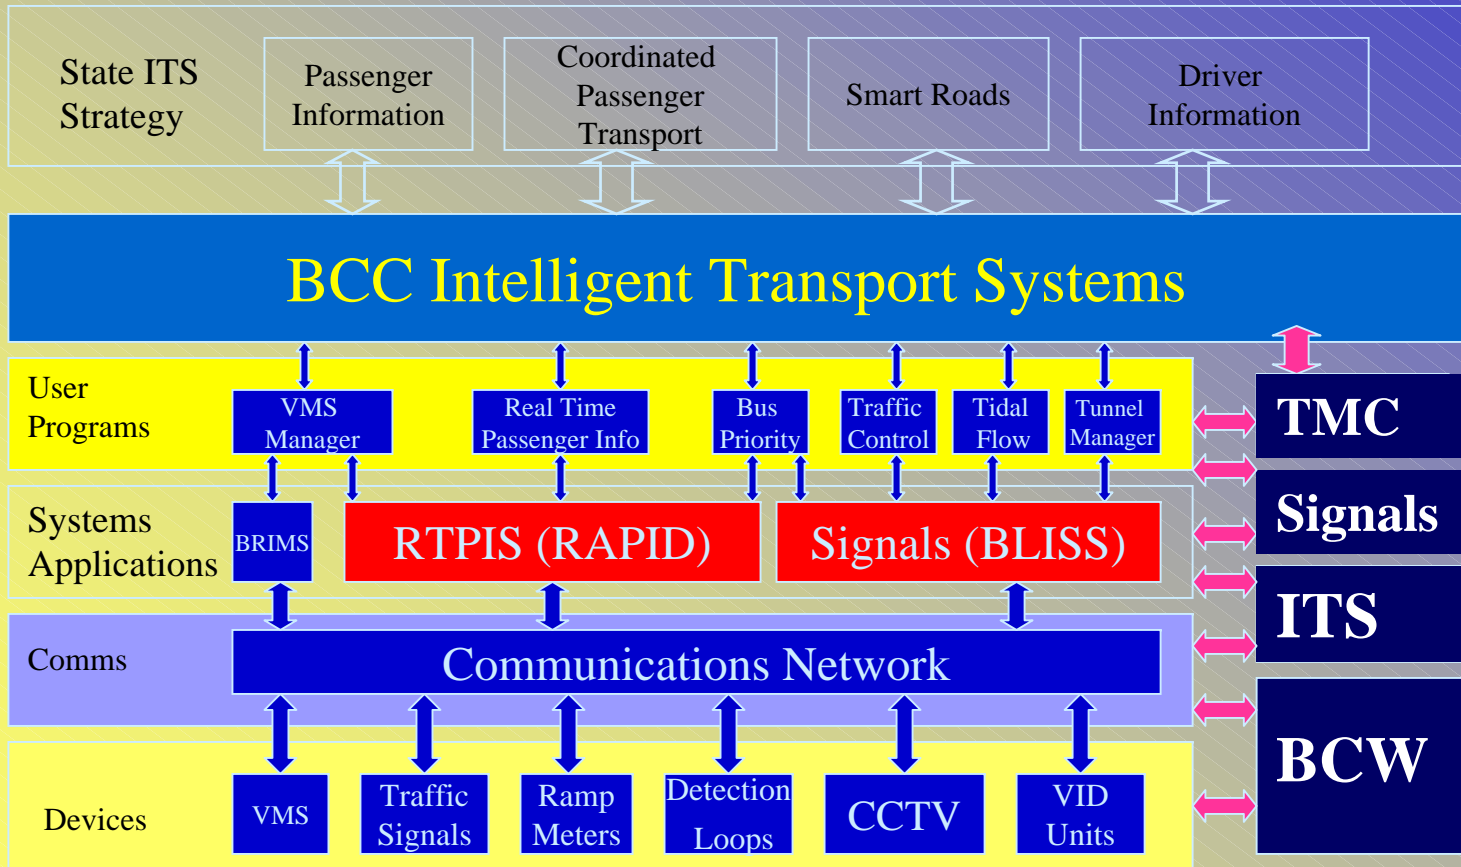 State ITS
Strategy
Passenger
Information
Coordinated
Passenger
Transport
Smart Roads
Driver
Information
BCC Intelligent Transport Systems
User
Programs
VMS
Manager
Real Time
Passenger Info
Bus
Priority
Traffic
Control
Tidal
Flow
Tunnel
Manager
TMC
Systems
Applications
BRIMS
RTPIS (RAPID)
Signals (BLISS)
Signals
ITS
Comms
Communications Network
BCW
Devices
VMS
Traffic
Signals
Ramp
Meters
Detection
Loops
CCTV
VID
Units